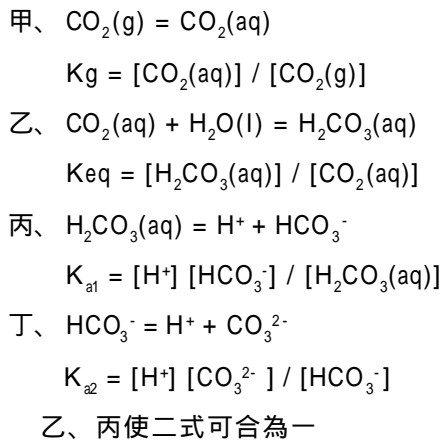 甲、 CO₂(g) = CO₂(aq)
Kg = [CO₂(aq)] / [CO₂(g)]
乙、 CO₂(aq) + H₂O(l) = H₂CO₃(aq)
Keq = [H₂CO₃(aq)] / [CO₂(aq)]
丙、 H₂CO₃(aq) = H⁺ + HCO₃⁻
Kₐ₁ = [H⁺] [HCO₃⁻] / [H₂CO₃(aq)]
丁、 HCO₃⁻ = H⁺ + CO₃²⁻
Kₐ₂ = [H⁺] [CO₃²⁻ ] / [HCO₃⁻]
乙、丙使二式可合為一